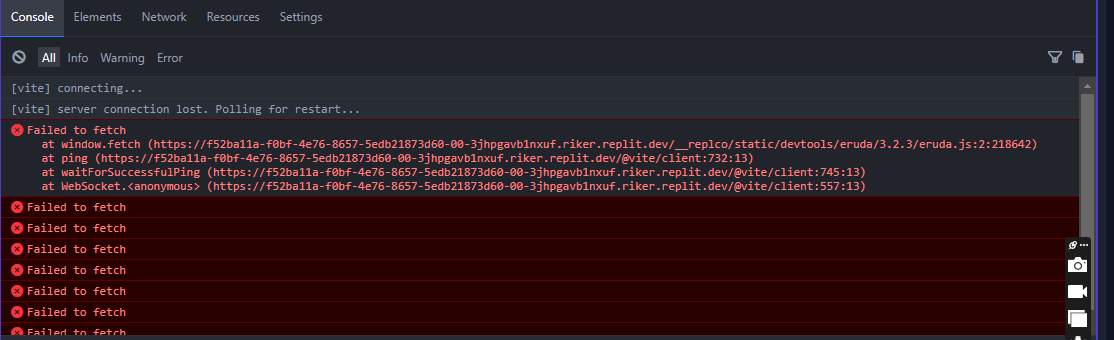 Console Elements Network Resources Settings
All Info Warning Error
[vite] connecting...
[vite] server connection lost. Polling for restart...
Failed to fetch
at window.fetch (https://f52ba11a-f0bf-4e76-8657-5edb21873d60-00-3jhpgavb1nxuf.riker.replit.dev/__replco/static/devtools/eruda/3.2.3/eruda.js:2:218642)
at ping (https://f52ba11a-f0bf-4e76-8657-5edb21873d60-00-3jhpgavb1nxuf.riker.replit.dev/@vite/client:732:13)
at waitForSuccessfulPing (https://f52ba11a-f0bf-4e76-8657-5edb21873d60-00-3jhpgavb1nxuf.riker.replit.dev/@vite/client:745:13)
at WebSocket.<anonymous> (https://f52ba11a-f0bf-4e76-8657-5edb21873d60-00-3jhpgavb1nxuf.riker.replit.dev/@vite/client:557:13)
Failed to fetch
Failed to fetch
Failed to fetch
Failed to fetch
Failed to fetch
Failed to fetch
Failed to fetch